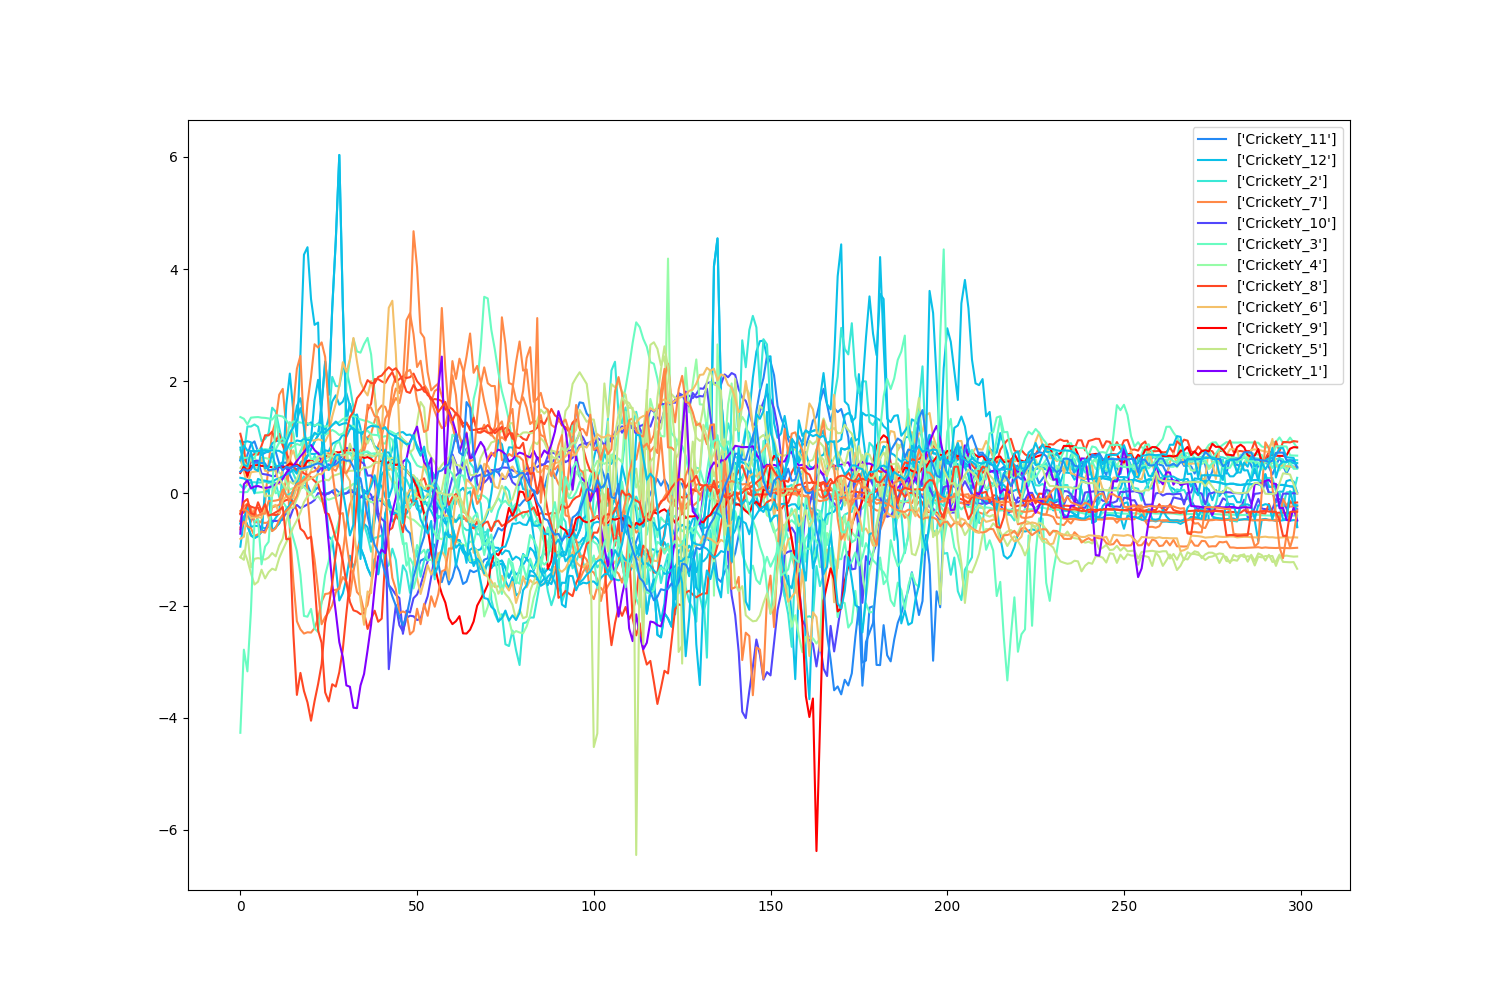 ['CricketY_11']
['CricketY_12']
['CricketY_2']
['CricketY_7']
['CricketY_10']
['CricketY_3']
['CricketY_4']
['CricketY_8']
['CricketY_6']
['CricketY_9']
['CricketY_5']
['CricketY_1']
6
4
2
0
−2
−4
−6
0 50 100 150 200 250 300